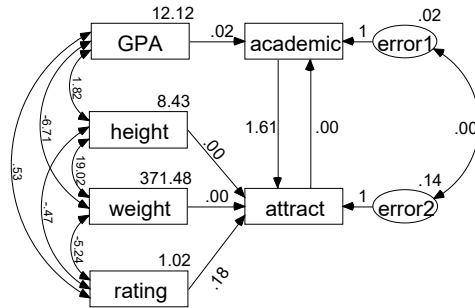 12.12
.02
GPA
.02
academic
1
error1
1.82
8.43
-6.71
height
.00
1.61
.00
.00
.53
19.02
371.48
-.47
weight
.00
attract
1
.14
error2
-5.24
1.02
rating
.18